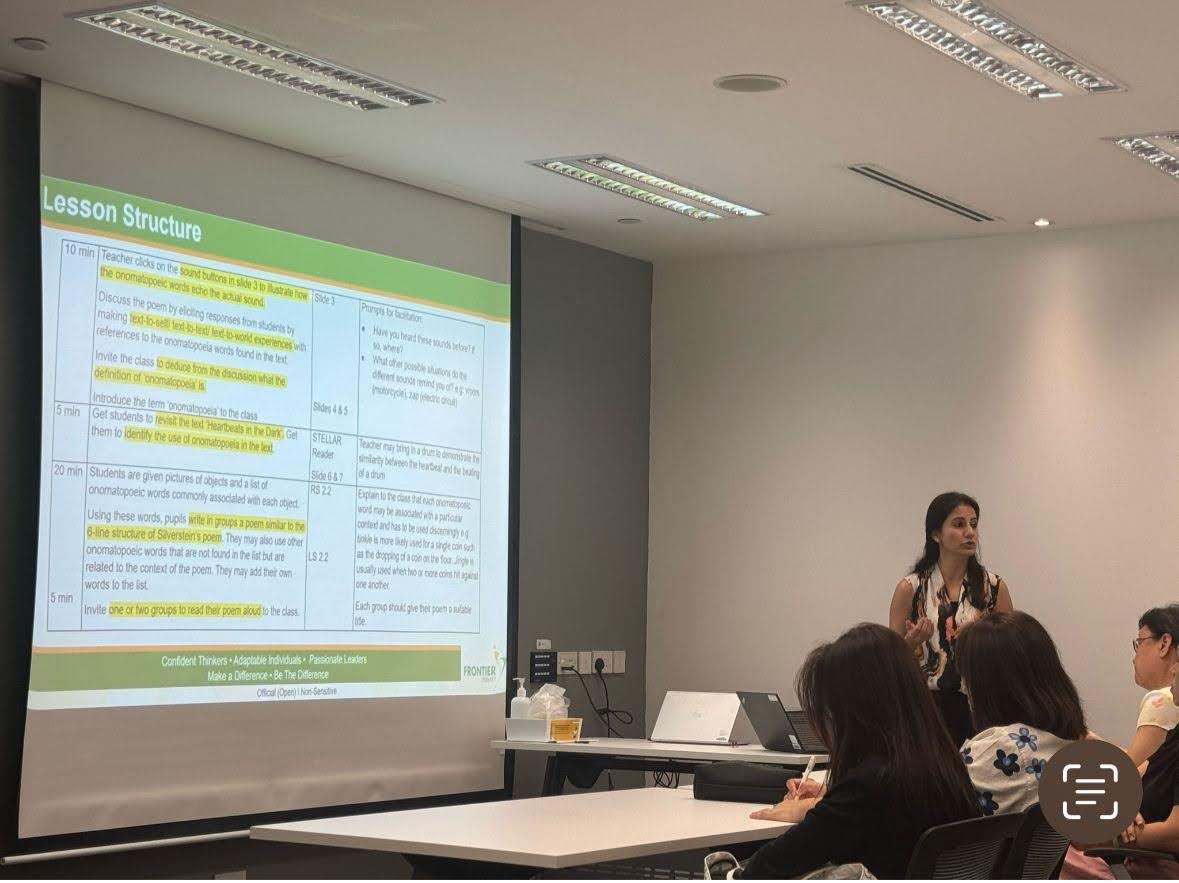 Lesson Structure
10 min
Teacher clicks on the sound buttons in slide 3 to illustrate how
the onomatopoeic words echo the actual sound.
Discuss the poem by eliciting responses from students by
making text-to-self/ text-to-text/ text-to-world experiences with
references to the onomatopoeia words found in the text.
Invite the class to deduce from the discussion what the
definition of 'onomatopoeia' is.
Introduce the term 'onomatopoeia' to the class
Slide 3
Slides 4 & 5
Prompts for facilitation:
• Have you heard these sounds before? If
so, where?
• What other possible situations do the
different sounds remind you of? e.g. vroom
(motorcycle), zap (electric circuit)
5 min
Get students to revisit the text 'Heartbeats in the Dark'. Get
them to identify the use of onomatopoeia in the text.
STELLAR
Reader
Slide 6 & 7
Teacher may bring in a drum to demonstrate the
similarity between the heartbeat and the beating
of a drum
20 min
Students are given pictures of objects and a list of
onomatopoeic words commonly associated with each object.
Using these words, pupils write in groups a poem similar to the
6-line structure of Silverstein's poem. They may also use other
onomatopoeic words that are not found in the list but are
related to the context of the poem. They may add their own
words to the list.
RS 2.2
LS 2.2
Explain to the class that each onomatopoeic
word may be associated with a particular
context and has to be used discerningly e.g.
tinkle is more likely used for a single coin such
as the dropping of a coin on the floor. Jingle is
usually used when two or more coins hit against
one another.
5 min
Invite one or two groups to read their poem aloud to the class.
Each group should give their poem a suitable
title.
Confident Thinkers • Adaptable Individuals • Passionate Leaders
Make a Difference • Be The Difference
Official (Open) \ Non-Sensitive
FRONTIER